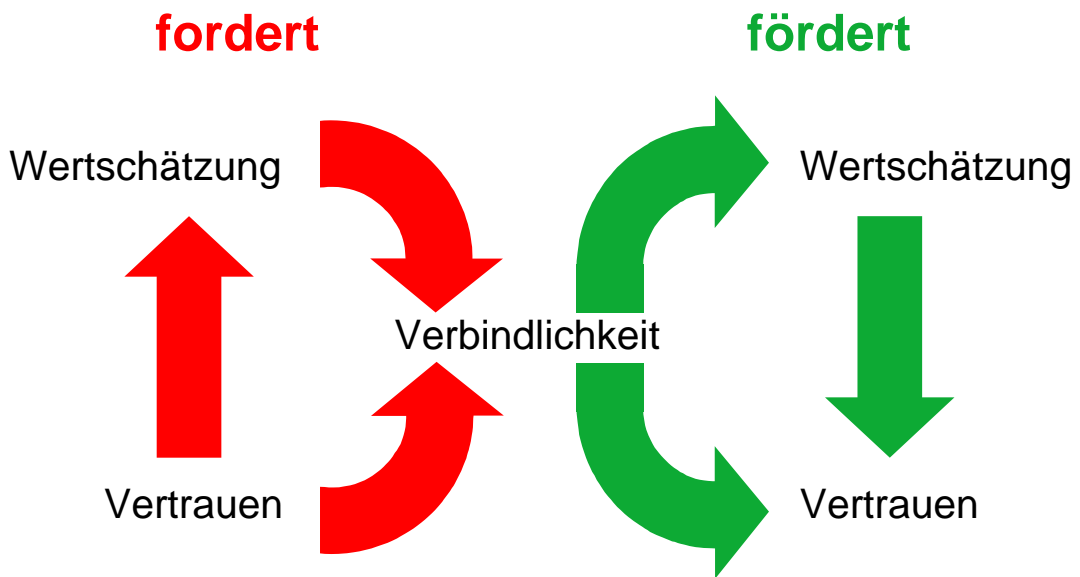 fordert fördert
Wertschätzung Wertschätzung
Verbindlichkeit
Vertrauen Vertrauen